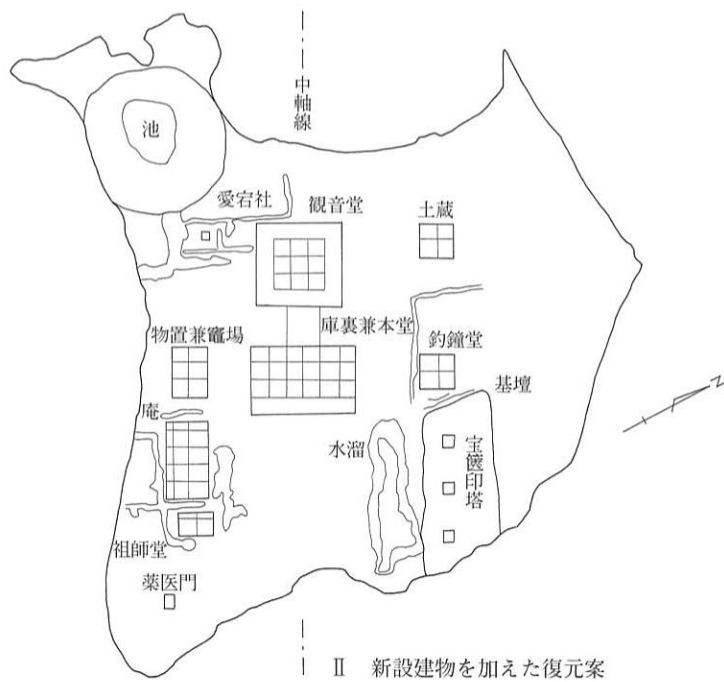 中軸線
池
愛宕社
観音堂
土蔵
物置兼竈場
庫裏兼本堂
釣鐘堂
基壇
庵
水溜
宝篋印塔
祖師堂
薬医門
N
Ⅱ 新設建物を加えた復元案